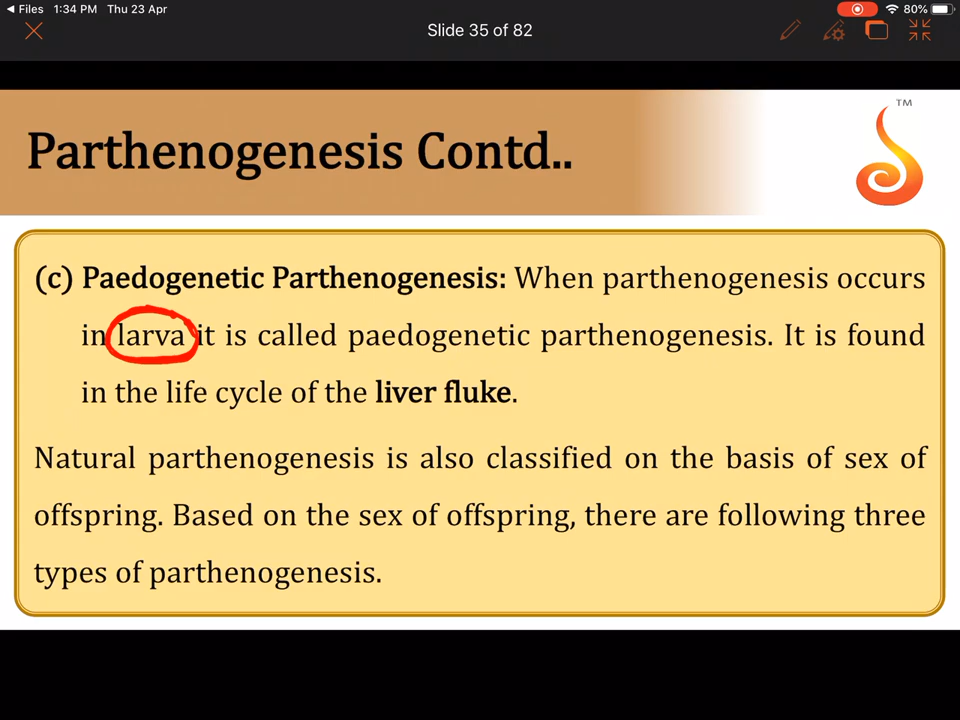 Files 1:34 PM Thu 23 Apr 80%
Slide 35 of 82
TM
Parthenogenesis Contd..
(c) Paedogenetic Parthenogenesis: When parthenogenesis occurs
in larva it is called paedogenetic parthenogenesis. It is found
in the life cycle of the liver fluke.
Natural parthenogenesis is also classified on the basis of sex of
offspring. Based on the sex of offspring, there are following three
types of parthenogenesis.